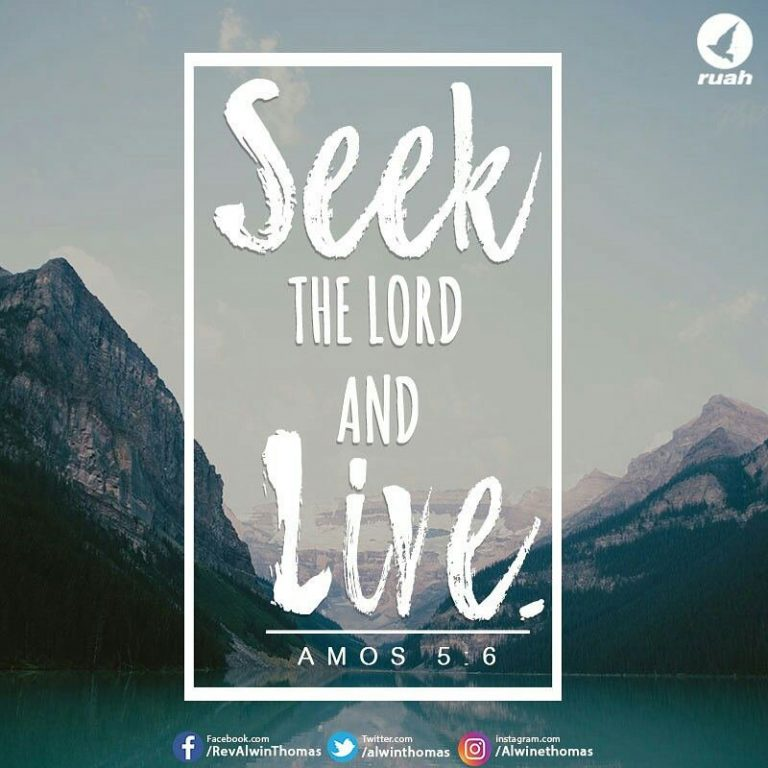 ruah
Seek
THE LORD
AND
Live.
AMOS 5:6
Facebook.com
/RevAlwinThomas
Twitter.com
/alwinthomas
instagram.com
/Alwinethomas